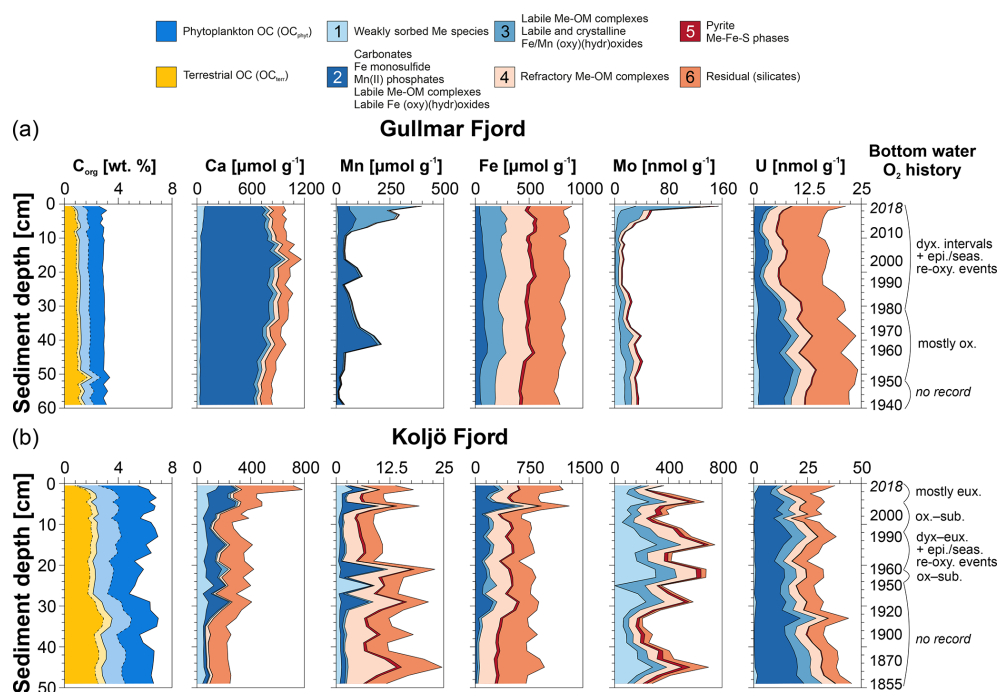 Phytoplankton OC (OCphyt)
Terrestrial OC (OCterr)
1 Weakly sorbed Me species
2 Carbonates
Fe monosulfide
Mn(II) phosphates
Labile Me-OM complexes
Labile Fe (oxy)(hydr)oxides
3 Labile Me-OM complexes
Labile and crystalline
Fe/Mn (oxy)(hydr)oxides
4 Refractory Me-OM complexes
5 Pyrite
Me-Fe-S phases
6 Residual (silicates)
(a)
Gullmar Fjord
Corg [wt. %] Ca [µmol g-1] Mn [µmol g-1] Fe [µmol g-1] Mo [nmol g-1] U [nmol g-1] Bottom water
O2 history
0 4 8 0 600 1200 0 250 500 0 500 1000 0 80 160 0 12.5 25
Sediment depth [cm]
0
10
20
30
40
50
60
2018
2010
2000
1990
1980
1970
1960
1950
1940
dyx. intervals
+ epi./seas.
re-oxy. events
mostly ox.
no record
(b)
Koljö Fjord
0 4 8 0 400 800 0 12.5 25 0 750 1500 0 400 800 0 25 50
Sediment depth [cm]
0
10
20
30
40
50
2018
2000
1990
1960
1950
1920
1900
1870
1855
mostly eux.
ox.–sub.
dyx–eux.
+ epi./seas.
re-oxy. events
ox–sub.
no record